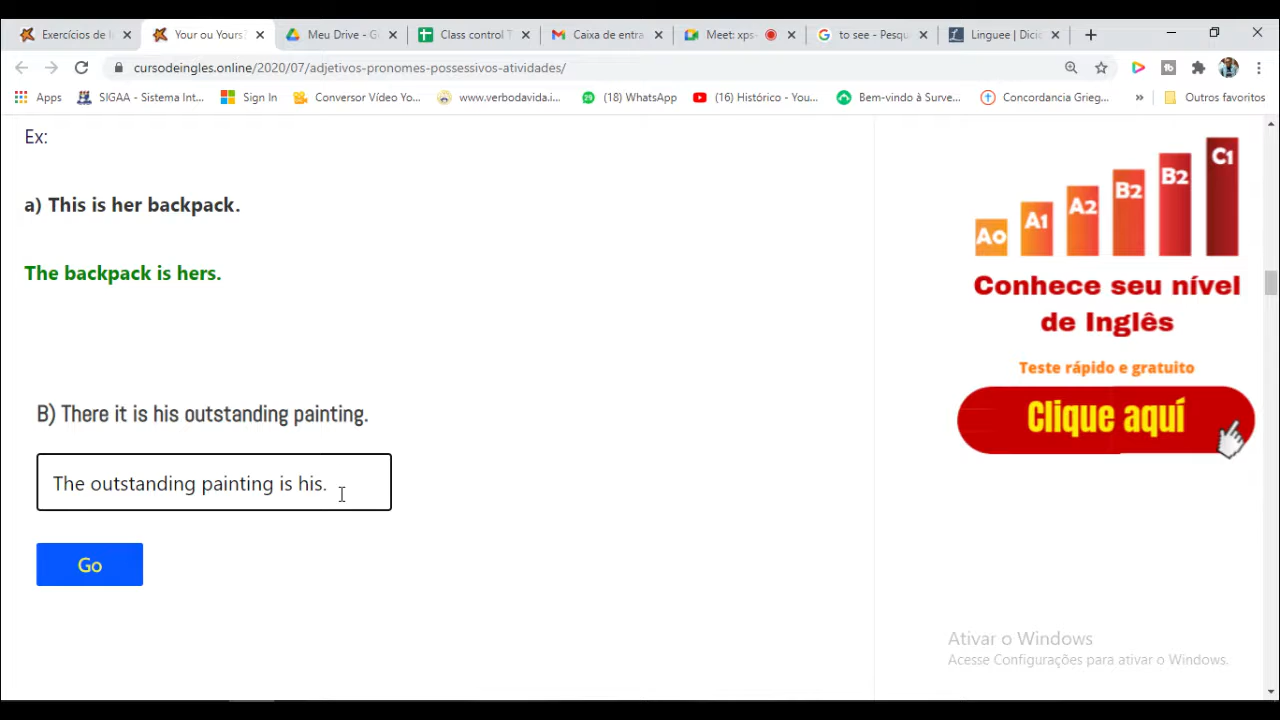 Exercícios de I
Your ou Yours?
Meu Drive - G
Class control T
Caixa de entra
Meet: xps-
to see - Pesqu
Linguee | Dici
cursodeingles.online/2020/07/adjetivos-pronomes-possessivos-atividades/
Apps
SIGAA - Sistema Int...
Sign In
Conversor Vídeo Yo...
www.verbodavida.i...
(18) WhatsApp
(16) Histórico - You...
Bem-vindo à Surve...
Concordancia Grieg...
»
Outros favoritos
Ex:
a) This is her backpack.
The backpack is hers.
B) There it is his outstanding painting.
The outstanding painting is his.
Go
A0
A1
A2
B2
B2
C1
Conhece seu nível
de Inglês
Teste rápido e gratuito
Clique aquí
Ativar o Windows
Acesse Configurações para ativar o Windows.